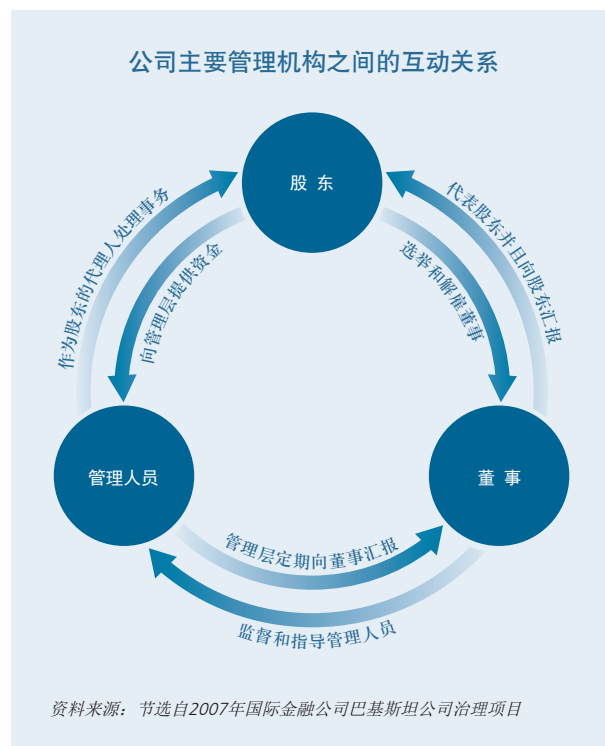 公司主要管理机构之间的互动关系
股 东
作为股东的代理人处理事务
向管理层提供资金
选举和解雇董事
代表股东并且向股东汇报
管理人员
董 事
管理层定期向董事汇报
监督和指导管理人员
资料来源：节选自2007年国际金融公司巴基斯坦公司治理项目